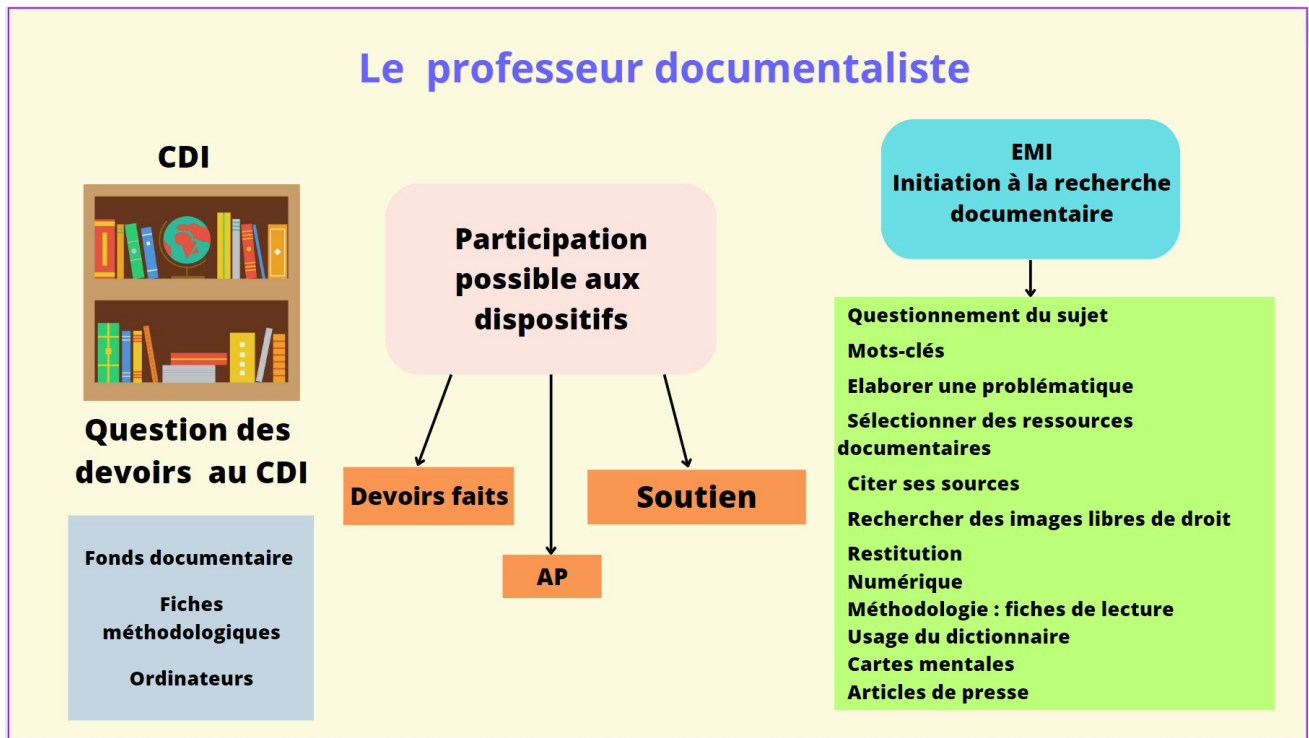 Le professeur documentaliste
CDI
Question des
devoirs au CDI
Fonds documentaire
Fiches
méthodologiques
Ordinateurs
Participation
possible aux
dispositifs
Devoirs faits
AP
Soutien
EMI
Initiation à la recherche
documentaire
Questionnement du sujet
Mots-clés
Elaborer une problématique
Sélectionner des ressources
documentaires
Citer ses sources
Rechercher des images libres de droit
Restitution
Numérique
Méthodologie : fiches de lecture
Usage du dictionnaire
Cartes mentales
Articles de presse